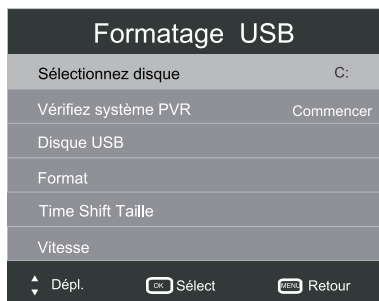 Formatage USB
Sélectionnez disque C:
Vérifiez système PVR Commencer
Disque USB
Format
Time Shift Taille
Vitesse
Dépl. OK Sélect MENU Retour